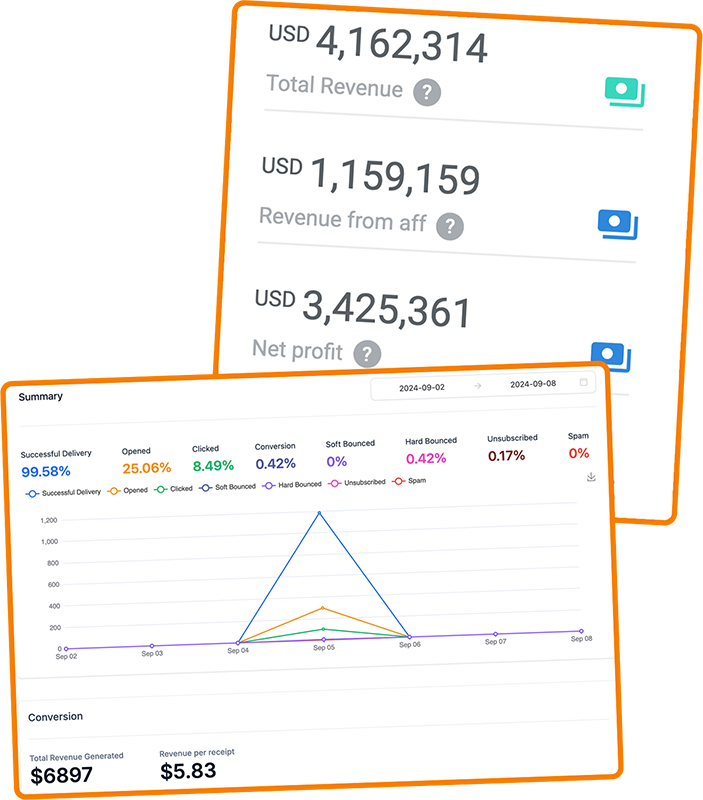 USD 4,162,314
Total Revenue ?
USD 1,159,159
Revenue from aff ?
USD 3,425,361
Net profit ?
Summary
2024-09-02 → 2024-09-08
Successful Delivery Opened Clicked Conversion Soft Bounced Hard Bounced Unsubscribed Spam
99.58% 25.06% 8.49% 0.42% 0% 0.42% 0.17% 0%
Successful Delivery Opened Clicked Soft Bounced Hard Bounced Unsubscribed Spam
1,200
1,000
800
600
400
200
0
Sep 02 Sep 03 Sep 04 Sep 05 Sep 06 Sep 07 Sep 08
Conversion
Total Revenue Generated Revenue per receipt
$6897 $5.83